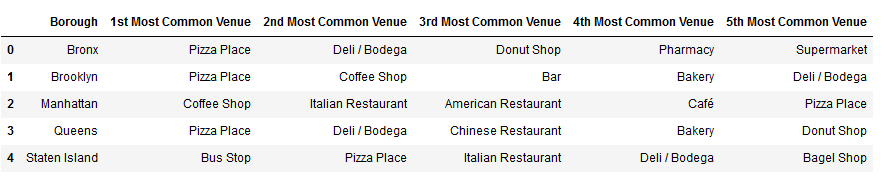 Borough 1st Most Common Venue 2nd Most Common Venue 3rd Most Common Venue 4th Most Common Venue 5th Most Common Venue
0 Bronx Pizza Place Deli / Bodega Donut Shop Pharmacy Supermarket
1 Brooklyn Pizza Place Coffee Shop Bar Bakery Deli / Bodega
2 Manhattan Coffee Shop Italian Restaurant American Restaurant Café Pizza Place
3 Queens Pizza Place Deli / Bodega Chinese Restaurant Bakery Donut Shop
4 Staten Island Bus Stop Pizza Place Italian Restaurant Deli / Bodega Bagel Shop